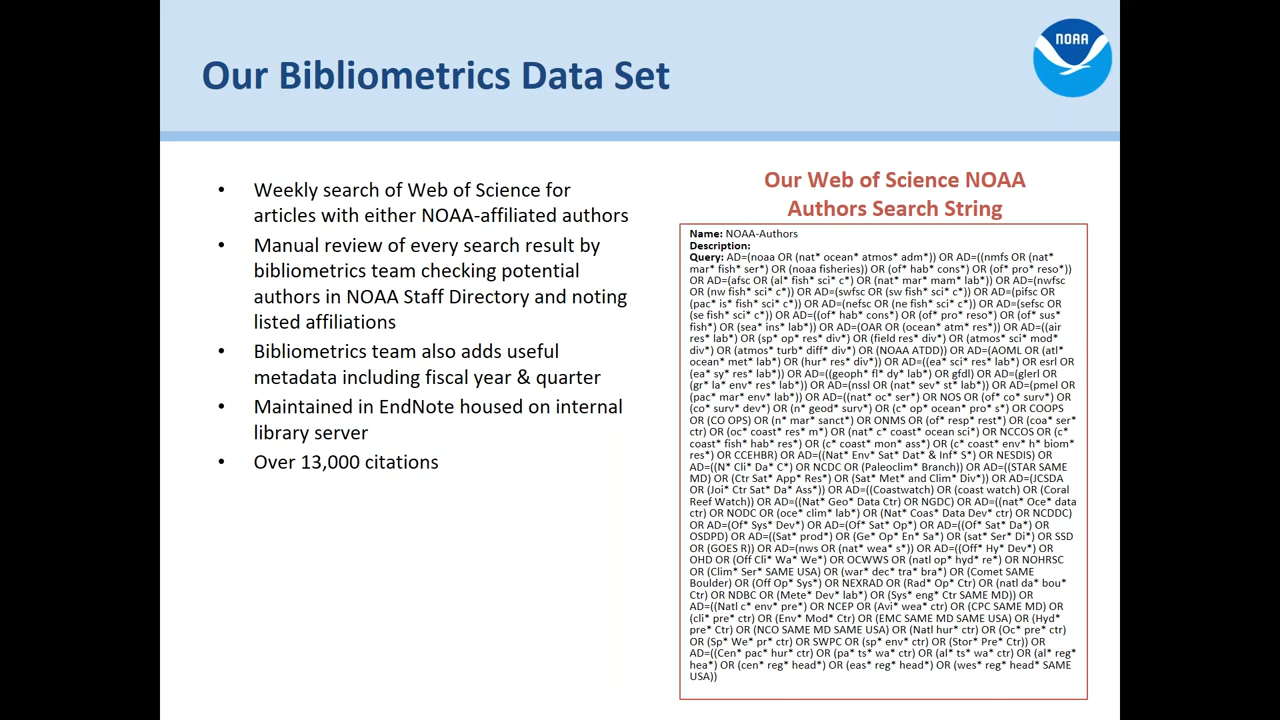 Our Bibliometrics Data Set
NOAA
• Weekly search of Web of Science for
articles with either NOAA-affiliated authors
• Manual review of every search result by
bibliometrics team checking potential
authors in NOAA Staff Directory and noting
listed affiliations
• Bibliometrics team also adds useful
metadata including fiscal year & quarter
• Maintained in EndNote housed on internal
library server
• Over 13,000 citations
Our Web of Science NOAA
Authors Search String
Name: NOAA-Authors
Description:
Query: AD=(noaa OR (nat* ocean* atmos* adm*)) OR AD=((nmfs OR (nat*
mar* fish* ser*) OR (noaa fisheries)) OR (of* hab* cons*) OR (of* pro* reso*))
OR AD=(afsc OR (al* fish* sci* c*) OR (nat* mar* mam* lab*)) OR AD=(nwfsc
OR (nw fish* sci* c*)) OR AD=(swfsc OR (sw fish* sci* c*)) OR AD=(pifsc OR
(pac* is* fish* sci* c*)) OR AD=(nefsc OR (ne fish* sci* c*)) OR AD=(sefsc OR
(se fish* sci* c*)) OR AD=((of* hab* cons*) OR (of* pro* reso*) OR (of* sus*
fish*) OR (sea* ins* lab*)) OR AD=(OAR OR (ocean* atm* res*)) OR AD=((air
res* lab*) OR (sp* op* res* div*) OR (field res* div*) OR (atmos* sci* mod*
div*) OR (atmos* turb* diff* div*) OR (NOAA ATDD)) OR AD=(AOML OR (atl*
ocean* met* lab*) OR (hur* res* div*)) OR AD=((ea* sci* res* lab*) OR esrl OR
(ea* sy* res* lab*)) OR AD=((geoph* fl* dy* lab*) OR gfdl) OR AD=(glerl OR
(gr* la* env* res* lab*)) OR AD=(nssl OR (nat* sev* st* lab*)) OR AD=(pmel OR
(pac* mar* env* lab*)) OR AD=((nat* oc* ser*) OR NOS OR (of* co* surv*) OR
(co* surv* dev*) OR (n* geod* surv*) OR (c* op* ocean* pro* s*) OR COOPS
OR (CO OPS) OR (n* mar* sanct*) OR ONMS OR (of* resp* rest*) OR (coa* ser*
ctr) OR (oc* coast* res* m*) OR (nat* c* coast* ocean sci*) OR NCCOS OR (c*
coast* fish* hab* res*) OR (c* coast* mon* ass*) OR (c* coast* env* h* biom*
res*) OR CCEHBR) OR AD=((Nat* Env* Sat* Dat* & Inf* S*) OR NESDIS) OR
AD=((N* Cli* Da* C*) OR NCDC OR (Paleoclim* Branch)) OR AD=((STAR SAME
MD) OR (Ctr Sat* App* Res*) OR (Sat* Met* and Clim* Div*)) OR AD=(JCSDA
OR (Joi* Ctr Sat* Da* Ass*)) OR AD=((Coastwatch) OR (coast watch) OR (Coral
Reef Watch)) OR AD=((Nat* Geo* Data Ctr) OR NGDC) OR AD=((nat* Oce* data
ctr) OR NODC OR (oce* clim* lab*) OR (Nat* Coas* Data Dev* ctr) OR NCDDC)
OR AD=(Of* Sys* Dev*) OR AD=(Of* Sat* Op*) OR AD=((Of* Sat* Da*) OR
OSDPD) OR AD=((Sat* prod*) OR (Ge* Op* En* Sa*) OR (sat* Ser* Di*) OR SSD
OR (GOES R)) OR AD=(nws OR (nat* wea* s*)) OR AD=((Off* Hy* Dev*) OR
OHD OR (Off Cli* Wa* We*) OR OCWWS OR (natl op* hyd* re*) OR NOHRSC
OR (Clim* Ser* SAME USA) OR (war* dec* tra* bra*) OR (Comet SAME
Boulder) OR (Off Op* Sys*) OR NEXRAD OR (Rad* Op* Ctr) OR (natl da* bou*
Ctr) OR NDBC OR (Mete* Dev* lab*) OR (Sys* eng* Ctr SAME MD)) OR
AD=((Natl c* env* pre*) OR NCEP OR (Avi* wea* ctr) OR (CPC SAME MD) OR
(cli* pre* ctr) OR (Env* Mod* Ctr) OR (EMC SAME MD SAME USA) OR (Hyd*
pre* Ctr) OR (NCO SAME MD SAME USA) OR (Natl hur* ctr) OR (Oc* pre* ctr)
OR (Sp* We* pr* ctr) OR SWPC OR (sp* env* ctr) OR (Stor* Pre* Ctr)) OR
AD=((Cen* pac* hur* ctr) OR (pa* ts* wa* ctr) OR (al* ts* wa* ctr) OR (al* reg*
hea*) OR (cen* reg* head*) OR (eas* reg* head*) OR (wes* reg* head* SAME
USA))